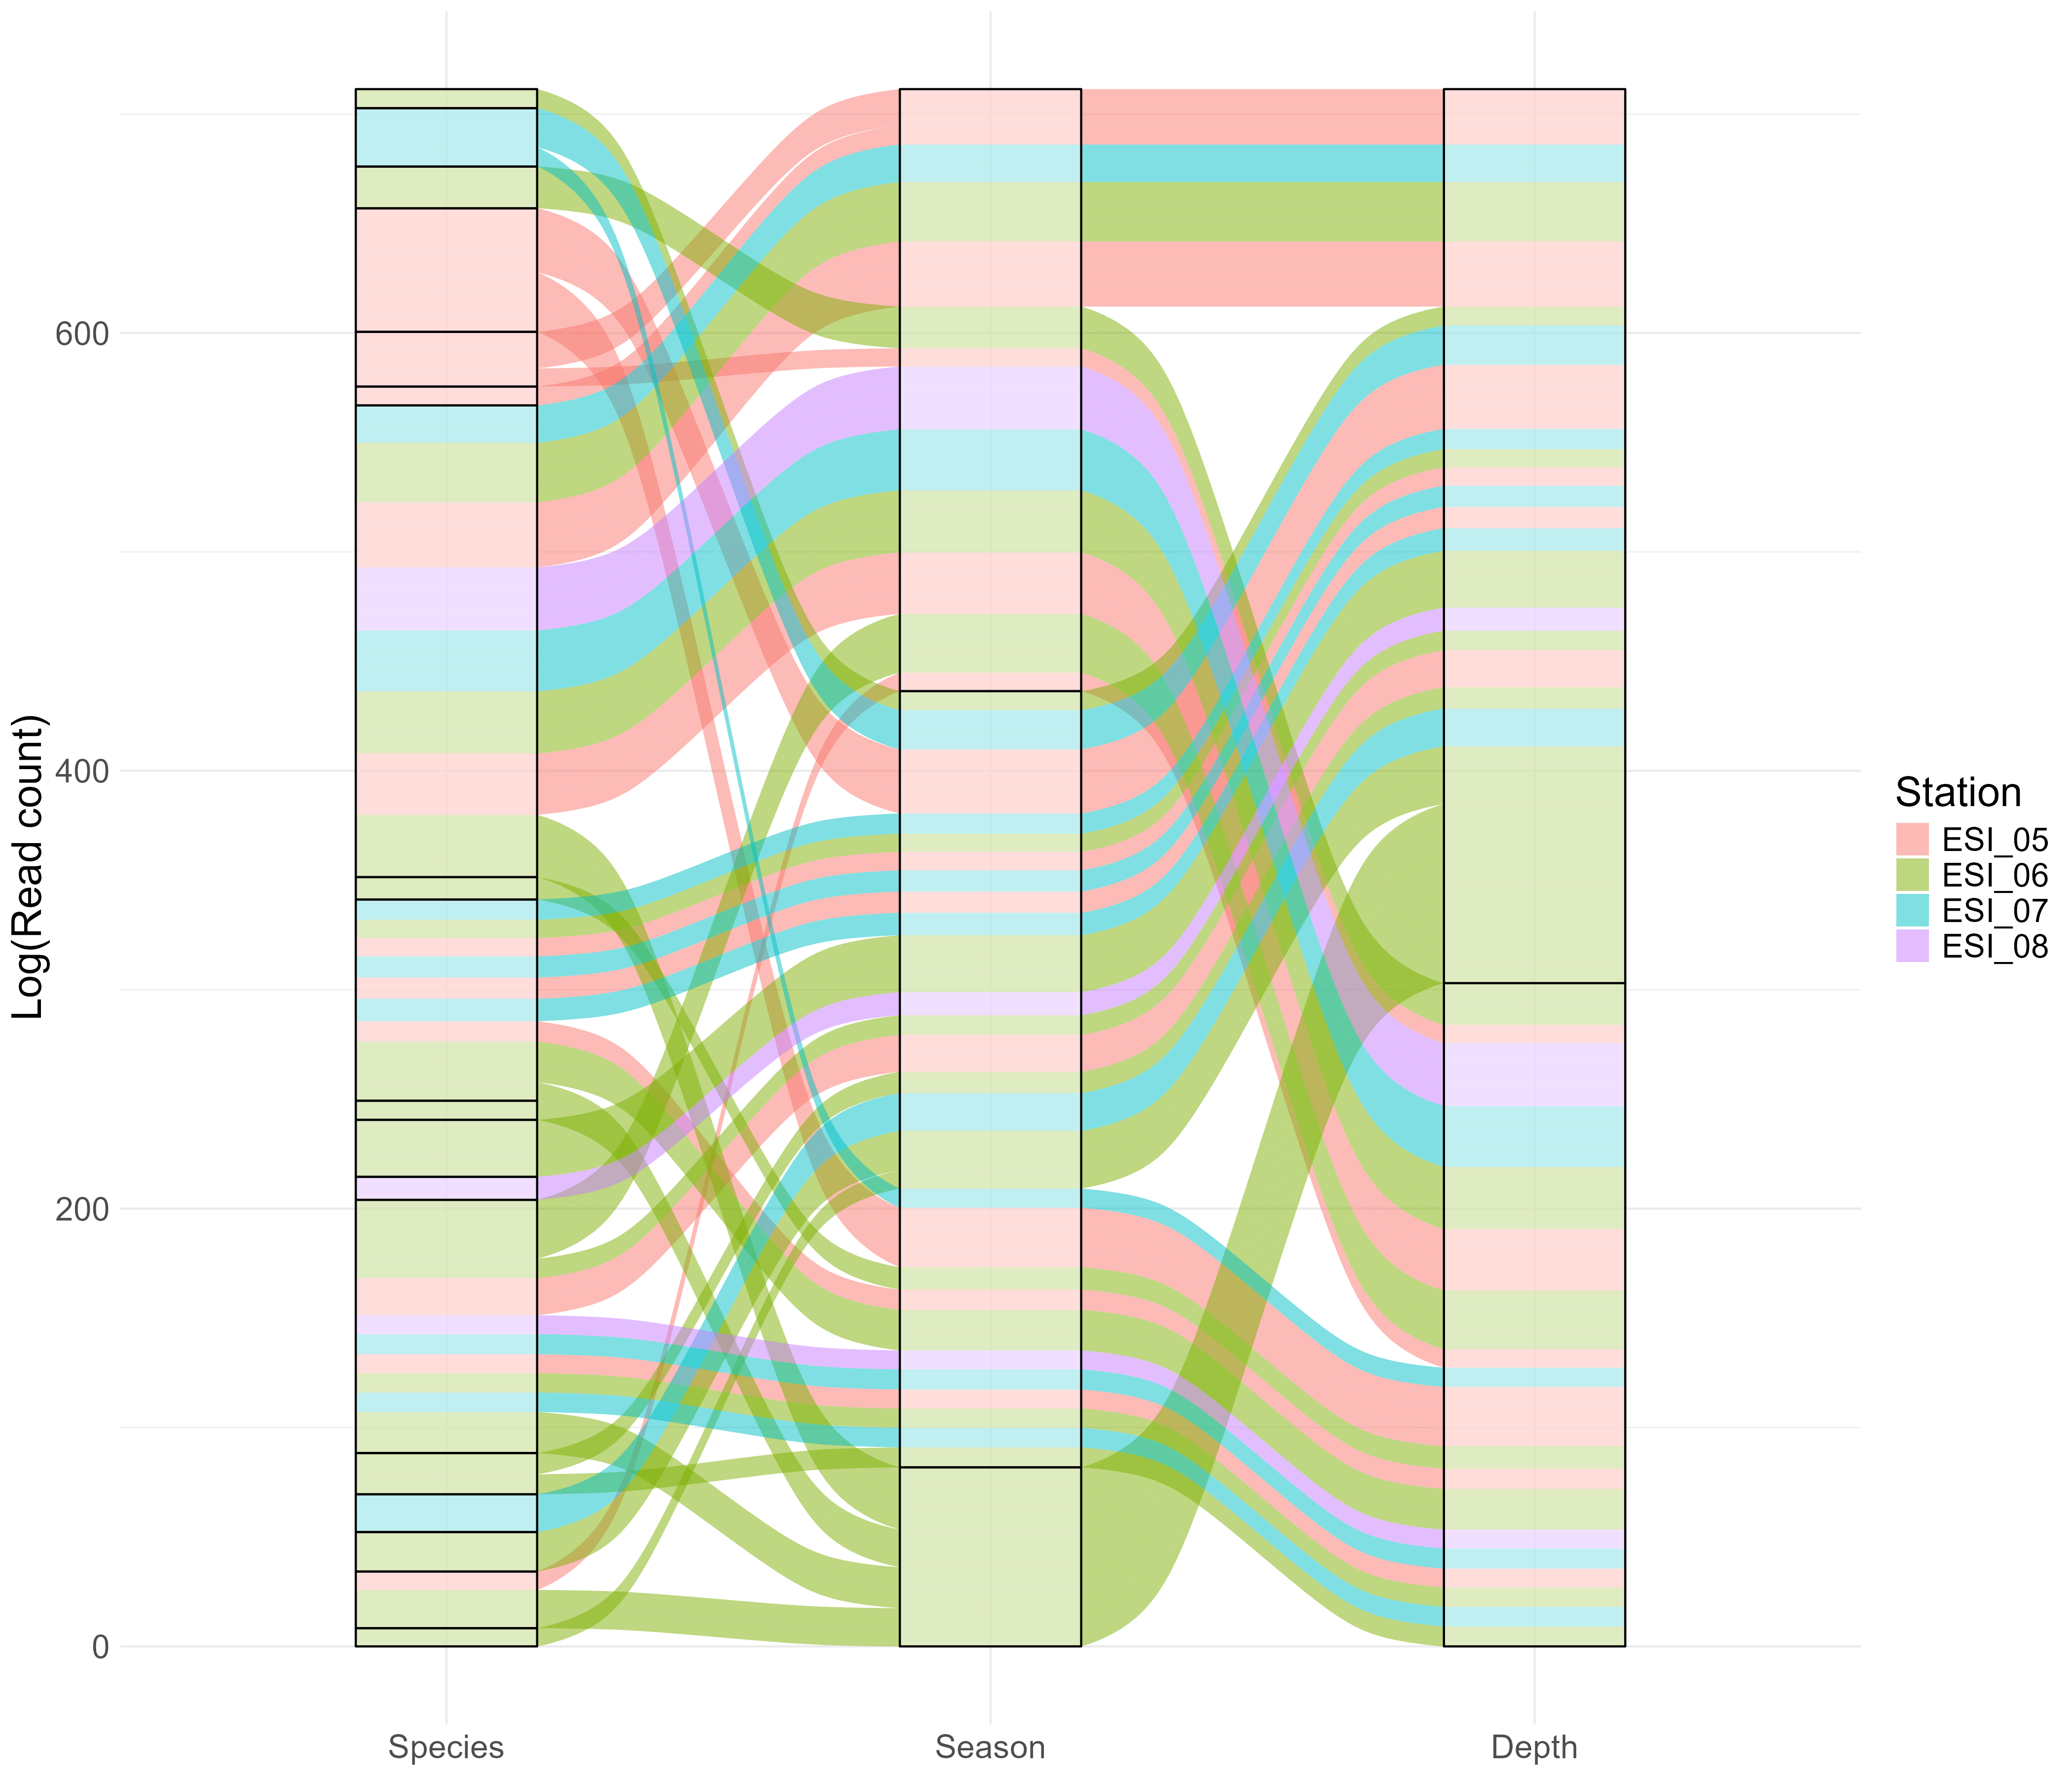 Log(Read count)
600
400
200
0
Species
Season
Depth
Station
ESI_05
ESI_06
ESI_07
ESI_08